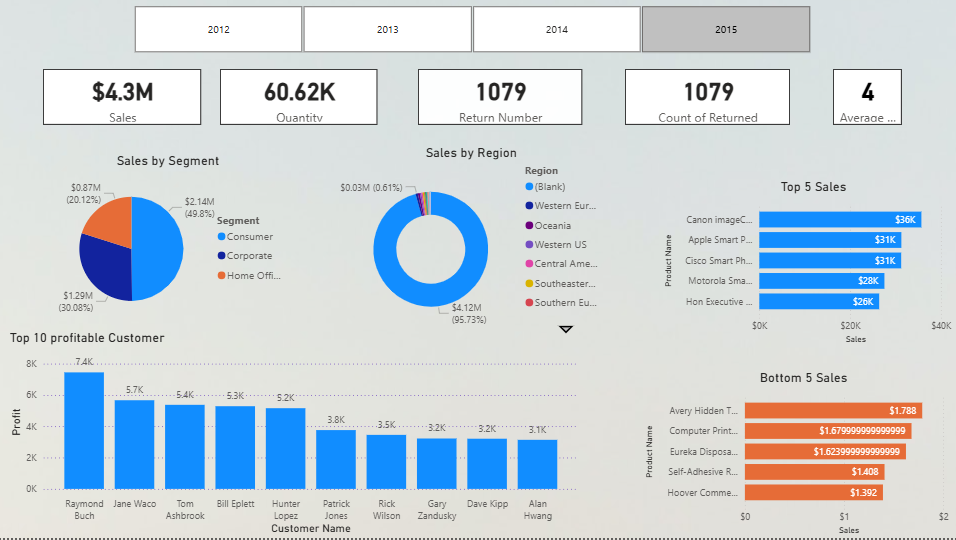 2012
2013
2014
2015
$4.3M
Sales
60.62K
Quantity
1079
Return Number
1079
Count of Returned
4
Average ...
Sales by Segment
$0.87M
(20.12%)
$2.14M
(49.8%)
$1.29M
(30.08%)
Segment
Consumer
Corporate
Home Offi...
Sales by Region
$0.03M (0.61%)
$4.12M
(95.73%)
Region
(Blank)
Western Eur...
Oceania
Western US
Central Ame...
Southeaster...
Southern Eu...
Top 5 Sales
Product Name
Canon imageC...
$36K
Apple Smart P...
$31K
Cisco Smart Ph...
$31K
Motorola Sma...
$28K
Hon Executive ...
$26K
$0K
$20K
$40K
Sales
Top 10 profitable Customer
Profit
8K
6K
4K
2K
0K
7.4K
5.7K
5.4K
5.3K
5.2K
3.8K
3.5K
3.2K
3.2K
3.1K
Raymond
Buch
Jane Waco
Tom
Ashbrook
Bill Eplett
Hunter
Lopez
Patrick
Jones
Rick
Wilson
Gary
Zandusky
Dave Kipp
Alan
Hwang
Customer Name
Bottom 5 Sales
Product Name
Avery Hidden T...
$1.788
Computer Print...
$1.679999999999999
Eureka Disposa...
$1.623999999999999
Self-Adhesive R...
$1.408
Hoover Comme...
$1.392
$0
$1
$2
Sales